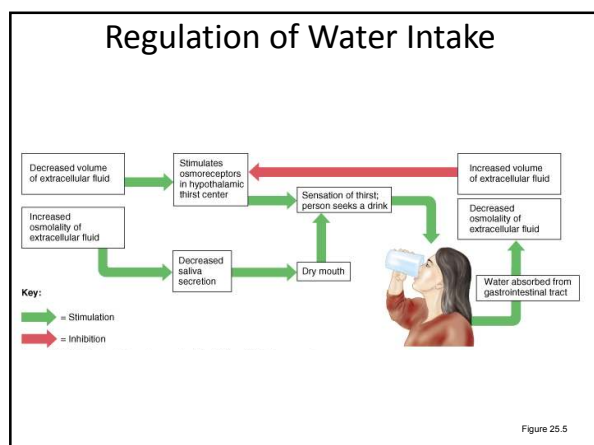 Regulation of Water Intake
Decreased volume
of extracellular fluid
Stimulates
osmoreceptors
in hypothalamic
thirst center
Increased volume
of extracellular fluid
Sensation of thirst;
person seeks a drink
Decreased
osmolality of
extracellular fluid
Increased
osmolality of
extracellular fluid
Decreased
saliva
secretion
Dry mouth
Water absorbed from
gastrointestinal tract
Key:
= Stimulation
= Inhibition
Figure 25.5